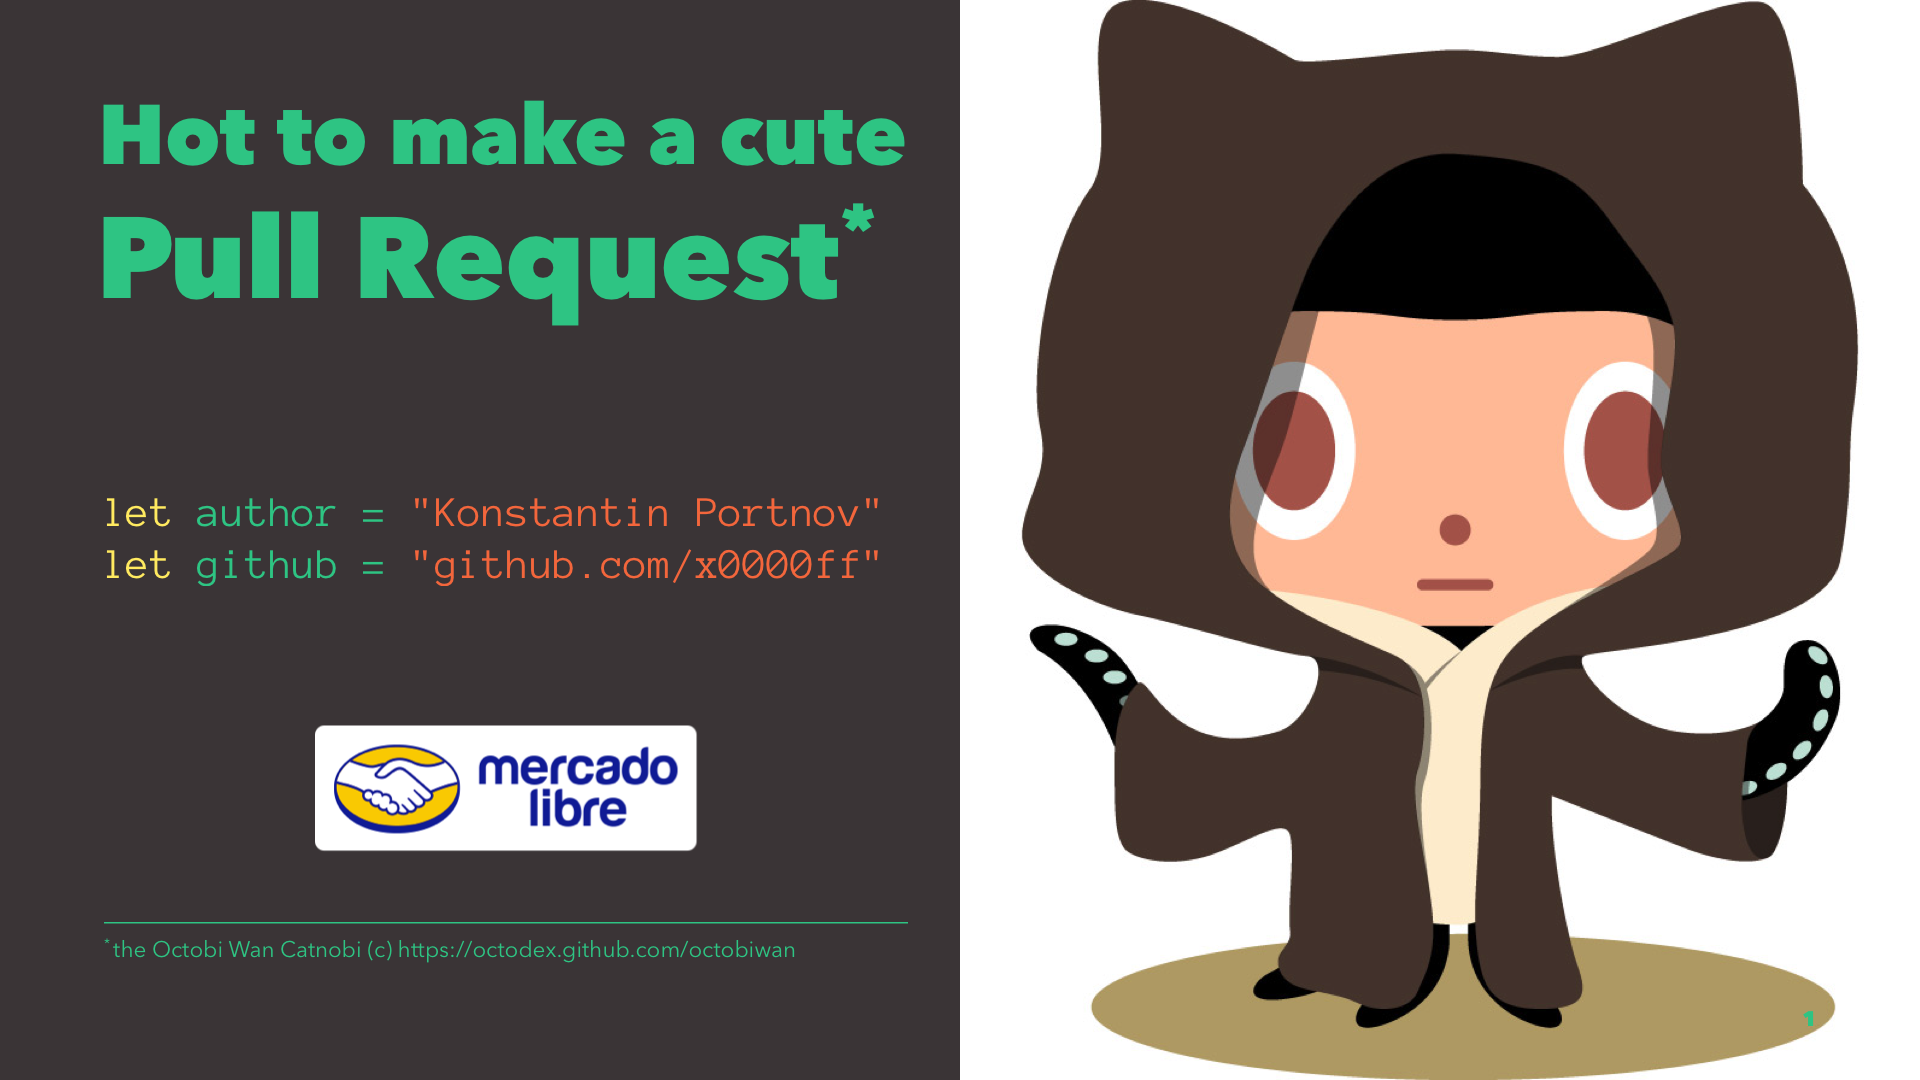 Hot to make a cute
Pull Request*
let author = "Konstantin Portnov"
let github = "github.com/x0000ff"
mercado
libre
*the Octobi Wan Catnobi (c) https://octodex.github.com/octobiwan
1